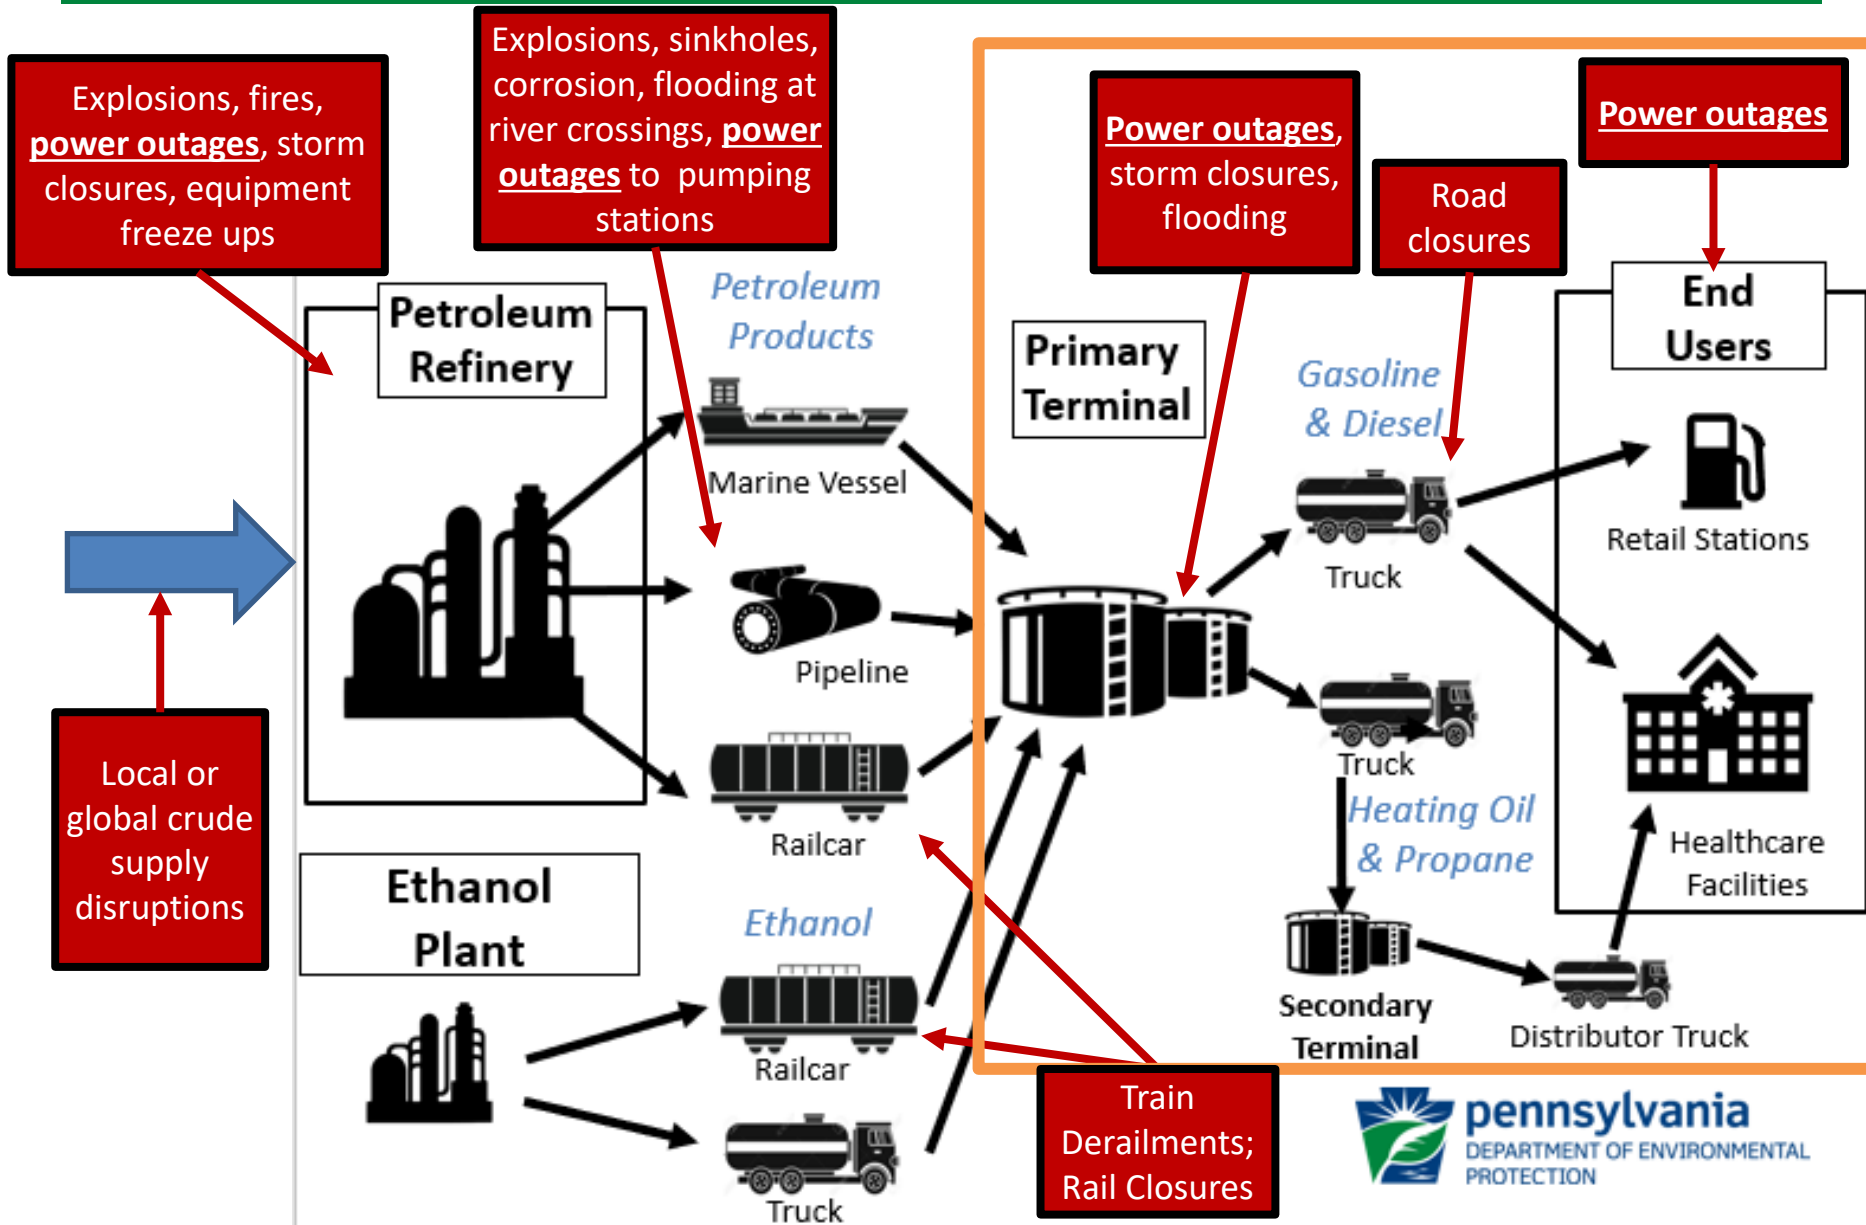 Explosions, fires,
power outages, storm
closures, equipment
freeze ups
Explosions, sinkholes,
corrosion, flooding at
river crossings, power
outages to pumping
stations
Power outages,
storm closures,
flooding
Road
closures
Power outages
Petroleum
Refinery
Petroleum
Products
Marine Vessel
Pipeline
Railcar
Primary
Terminal
Gasoline
& Diesel
Truck
Truck
Heating Oil
& Propane
Secondary
Terminal
Distributor Truck
End
Users
Retail Stations
Healthcare
Facilities
Local or
global crude
supply
disruptions
Ethanol
Plant
Ethanol
Railcar
Truck
Train
Derailments;
Rail Closures
pennsylvania
DEPARTMENT OF ENVIRONMENTAL
PROTECTION